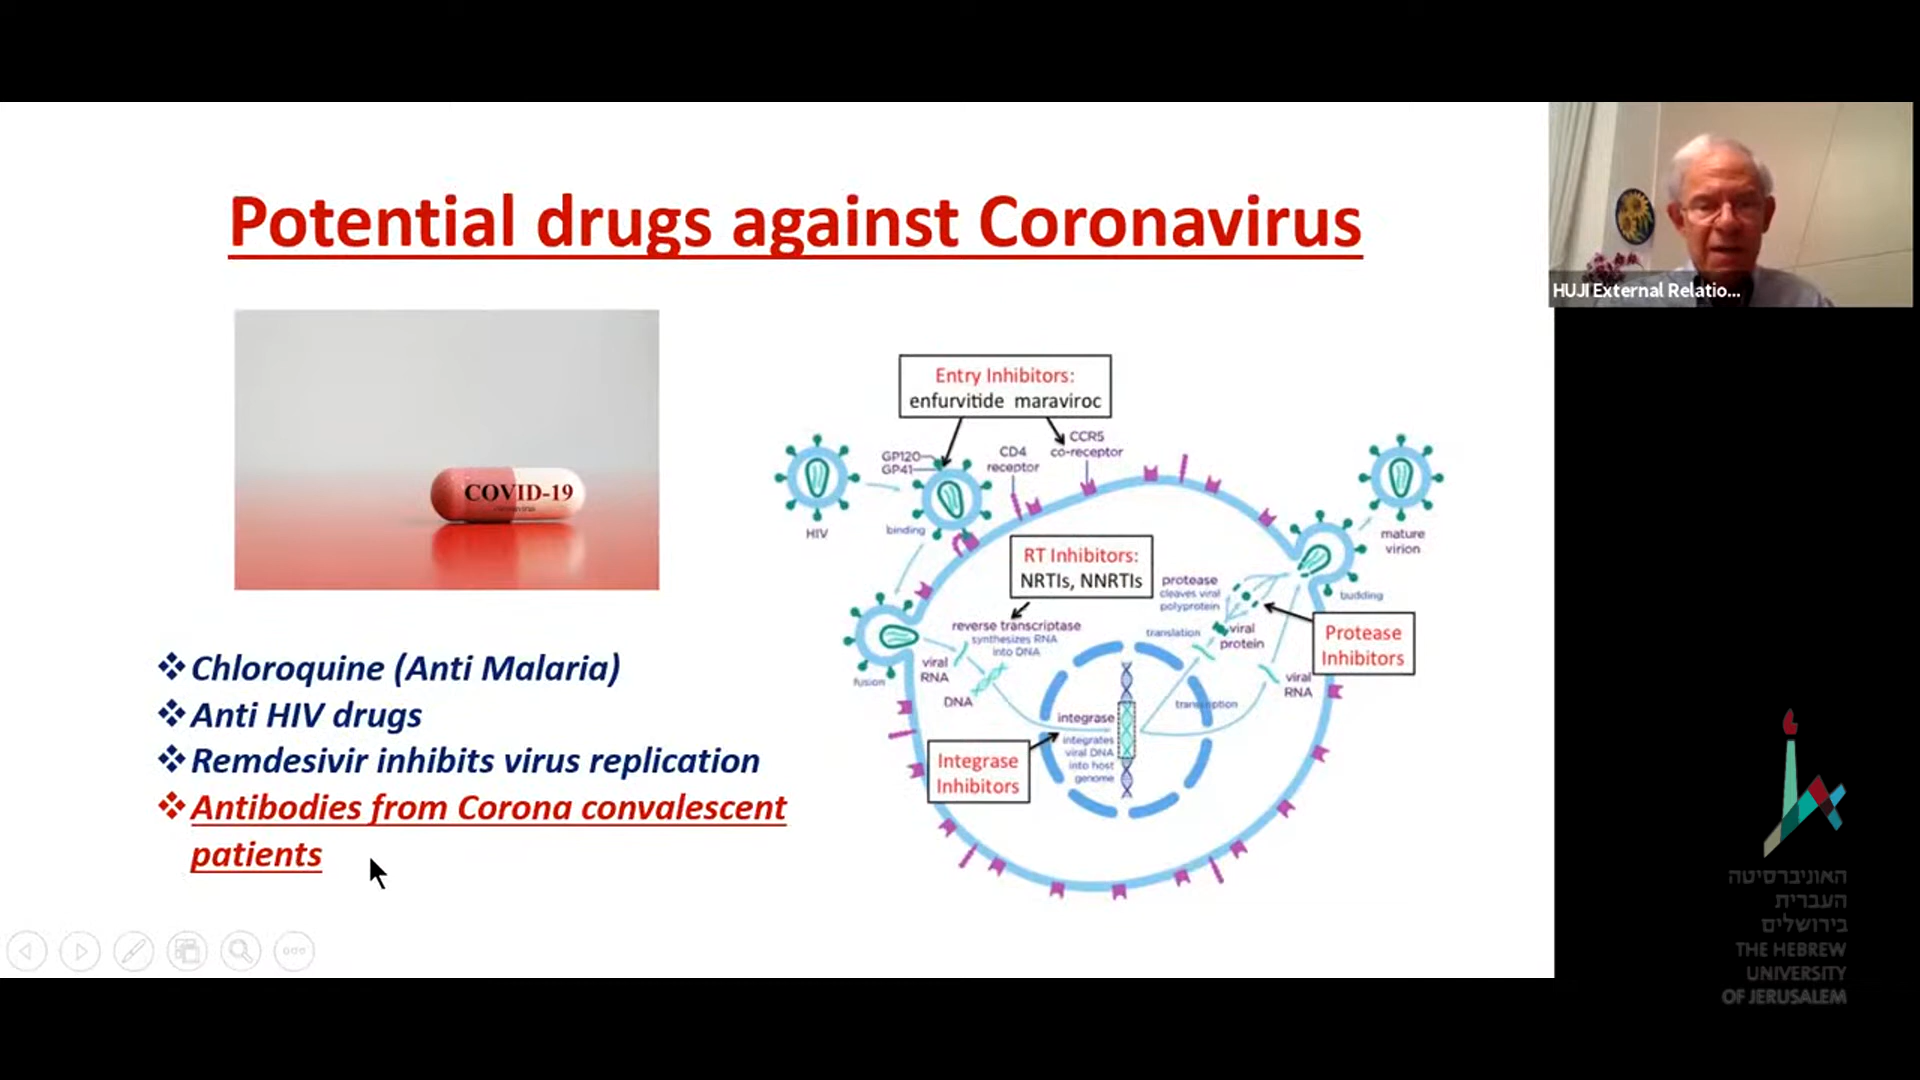 Potential drugs against Coronavirus
HUJI External Relatio...
COVID-19
Chloroquine (Anti Malaria)
Anti HIV drugs
Remdesivir inhibits virus replication
Antibodies from Corona convalescent
patients
Entry Inhibitors:
enfurvitide maraviroc
GP120
GP41
CD4
receptor
CCR5
co-receptor
HIV
binding
mature
virion
RT Inhibitors:
NRTIs, NNRTIs
protease
cleaves viral
polyprotein
budding
reverse transcriptase
synthesizes RNA
into DNA
translation
viral
protein
Protease
Inhibitors
fusion
viral
RNA
DNA
viral
RNA
integrase
integrates
viral DNA
into host
genome
transcription
Integrase
Inhibitors
האוניברסיטה
העברית
בירושלים
THE HEBREW
UNIVERSITY
OF JERUSALEM